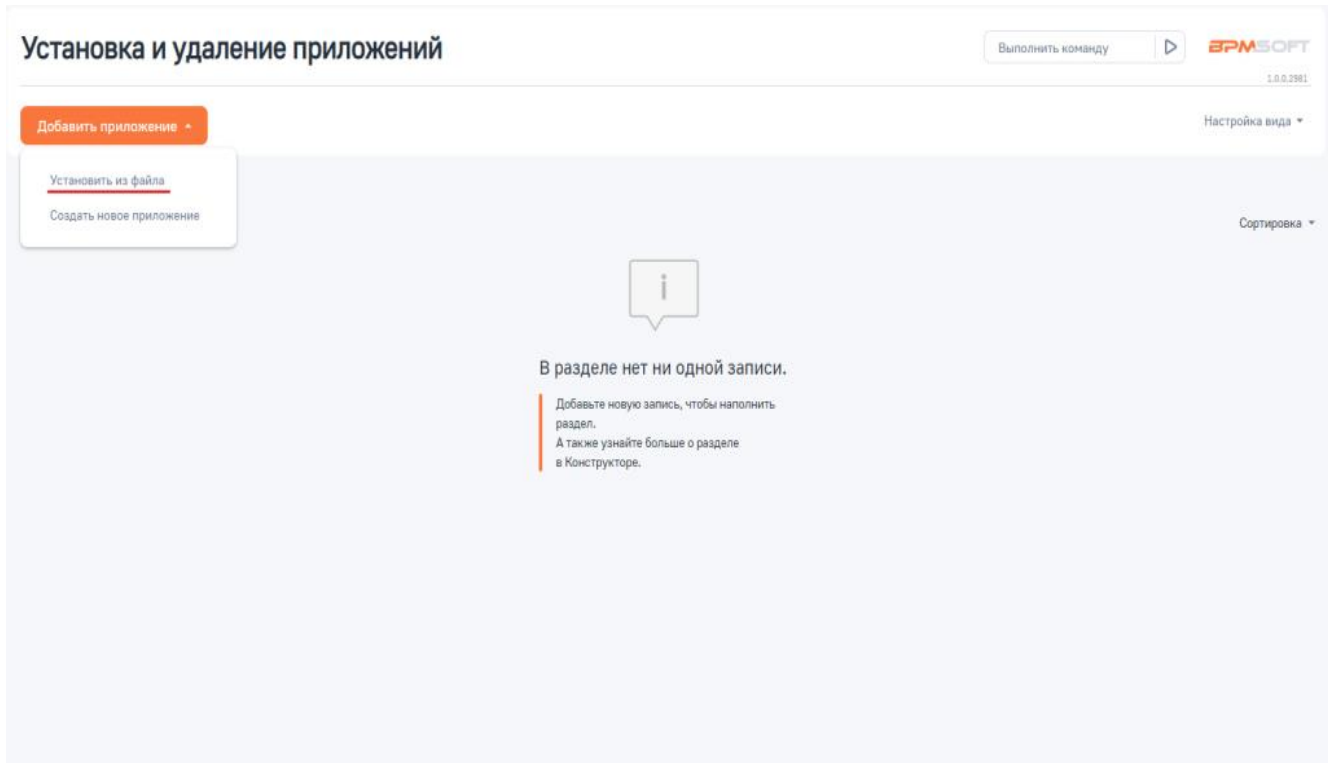 Установка и удаление приложений
Выполнить команду
BPMSOFT
1.0.0.2981
Добавить приложение
Настройка вида
Установить из файла
Создать новое приложение
Сортировка
i
В разделе нет ни одной записи.
Добавьте новую запись, чтобы наполнить
раздел.
А также узнайте больше о разделе
в Конструкторе.